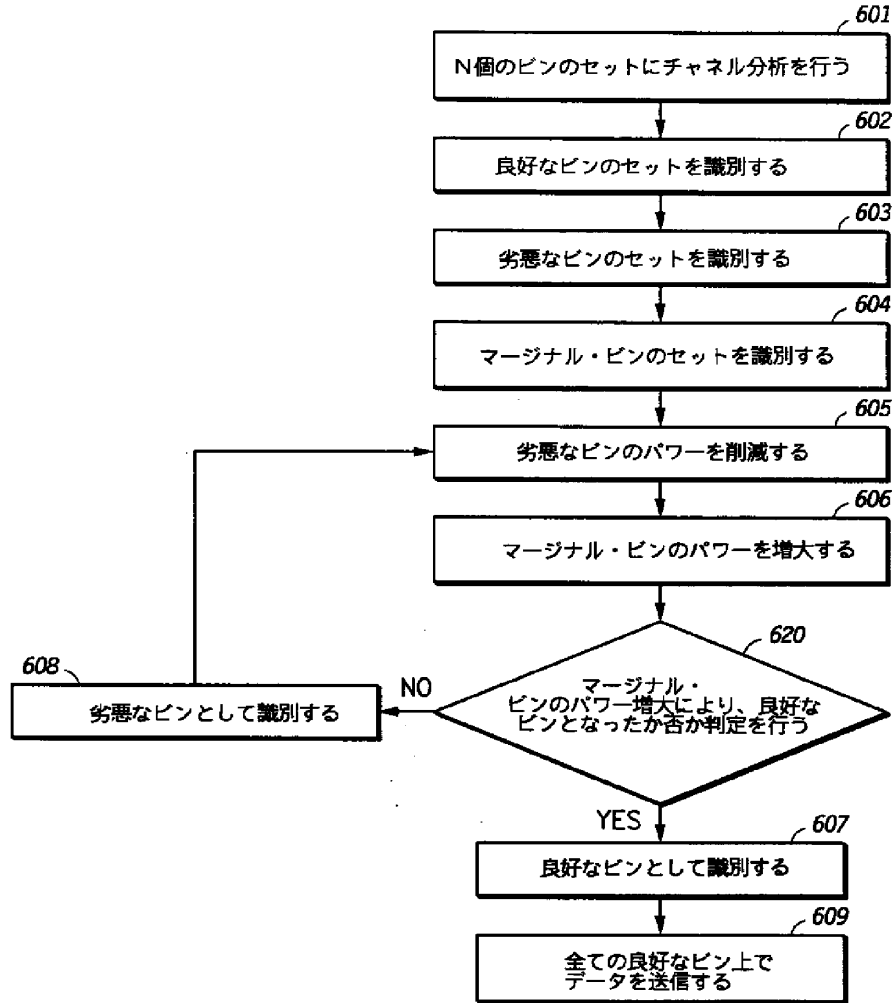 601
N個のビンのセットにチャネル分析を行う
602
良好なビンのセットを識別する
603
劣悪なビンのセットを識別する
604
マージナル・ビンのセットを識別する
605
劣悪なビンのパワーを削減する
606
マージナル・ビンのパワーを増大する
620
マージナル・
ビンのパワー増大により、良好な
ビンとなったか否か判定を行う
608
NO
劣悪なビンとして識別する
YES
607
良好なビンとして識別する
609
全ての良好なビン上で
データを送信する